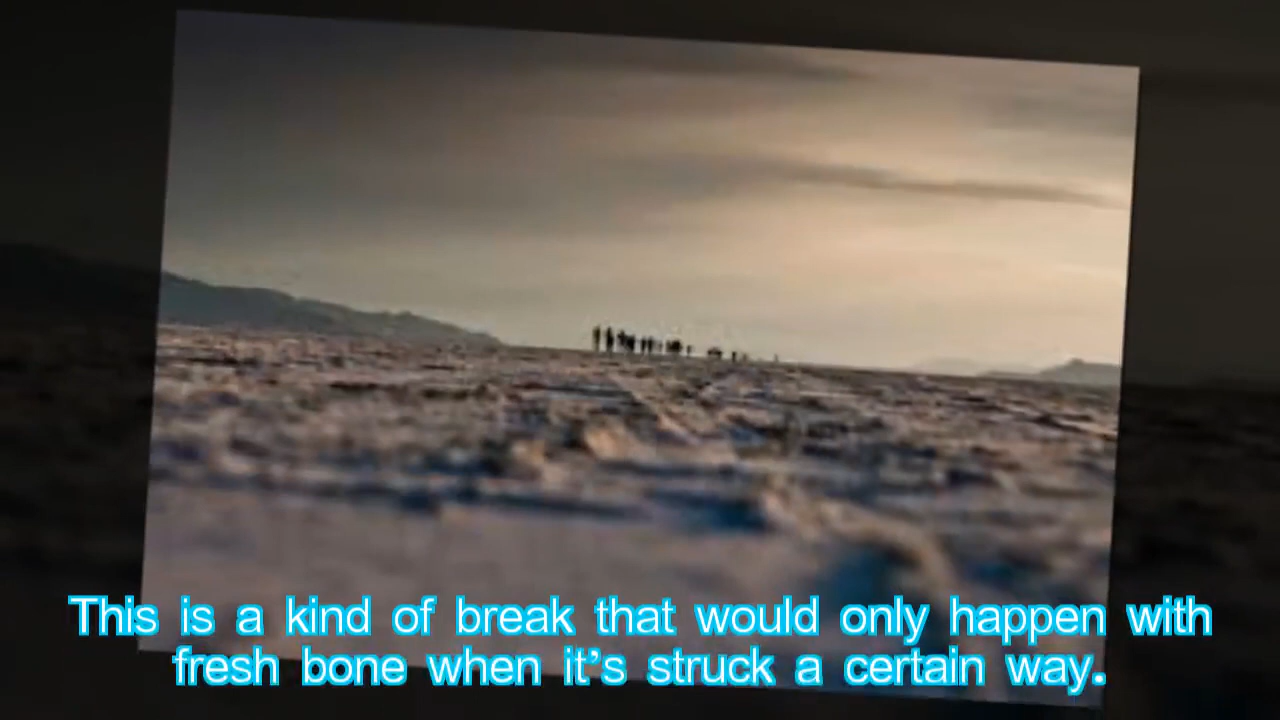 This is a kind of break that would only happen with
fresh bone when it’s struck a certain way.